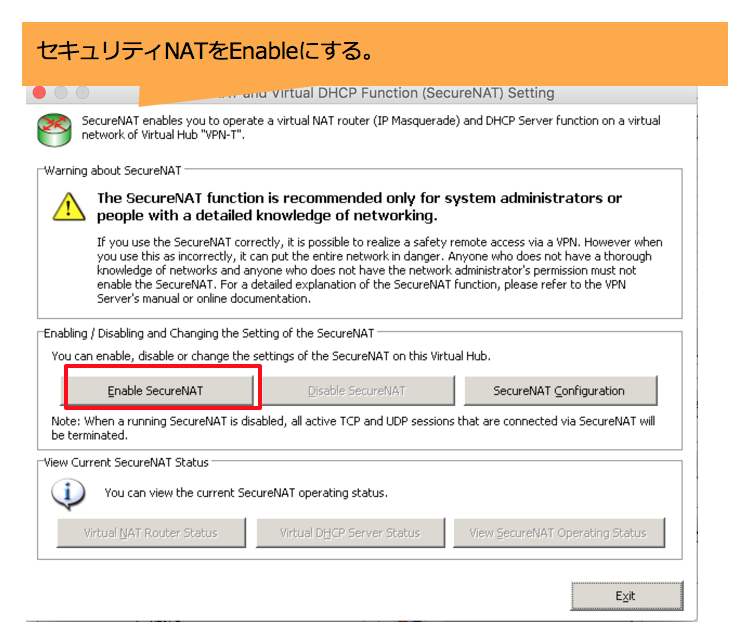 セキュリティNATをEnableにする。
and Virtual DHCP Function (SecureNAT) Setting
SecureNAT enables you to operate a virtual NAT router (IP Masquerade) and DHCP Server function on a virtual
network of Virtual Hub "VPN-T".
Warning about SecureNAT
The SecureNAT function is recommended only for system administrators or
people with a detailed knowledge of networking.
If you use the SecureNAT correctly, it is possible to realize a safety remote access via a VPN. However when
you use this as incorrectly, it can put the entire network in danger. Anyone who does not have a thorough
knowledge of networks and anyone who does not have the network administrator's permission must not
enable the SecureNAT. For a detailed explanation of the SecureNAT function, please refer to the VPN
Server's manual or online documentation.
Enabling / Disabling and Changing the Setting of the SecureNAT
You can enable, disable or change the settings of the SecureNAT on this Virtual Hub.
Enable SecureNAT
Disable SecureNAT
SecureNAT Configuration
Note: When a running SecureNAT is disabled, all active TCP and UDP sessions that are connected via SecureNAT will
be terminated.
View Current SecureNAT Status
You can view the current SecureNAT operating status.
Virtual NAT Router Status
Virtual DHCP Server Status
View SecureNAT Operating Status
Exit